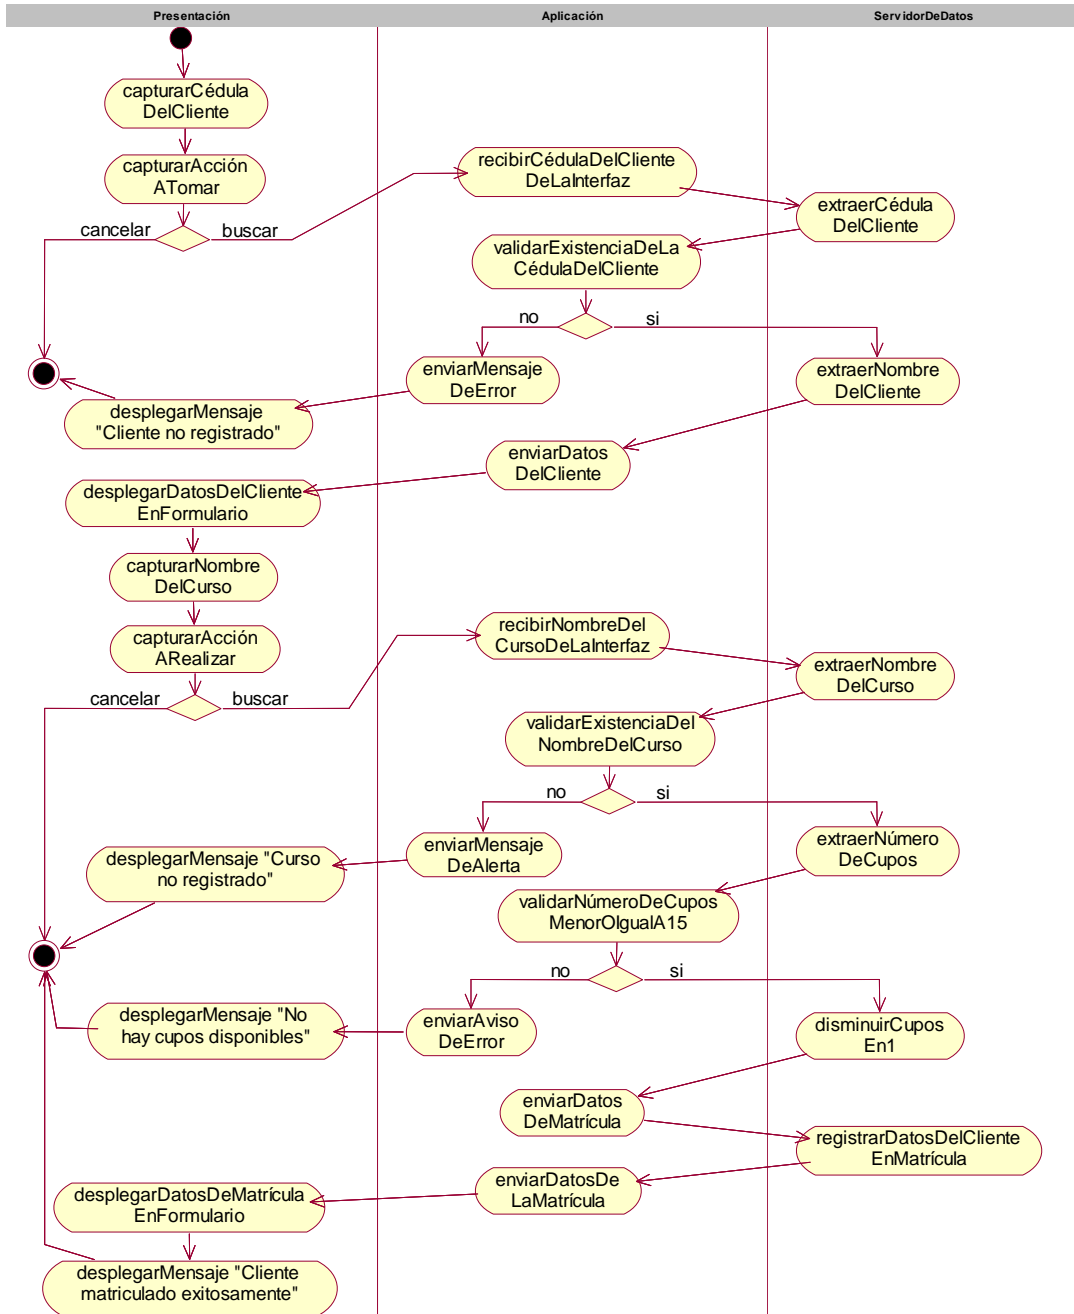 Presentación
Aplicación
ServidorDeDatos
capturarCédula
DelCliente
capturarAcción
ATomar
cancelar
buscar
recibirCédulaDelCliente
DeLaInterfaz
extraerCédula
DelCliente
validarExistenciaDeLa
CédulaDelCliente
no
si
enviarMensaje
DeError
extraerNombre
DelCliente
desplegarMensaje
"Cliente no registrado"
enviarDatos
DelCliente
desplegarDatosDelCliente
EnFormulario
capturarNombre
DelCurso
capturarAcción
ARealizar
cancelar
buscar
recibirNombreDel
CursoDeLaInterfaz
extraerNombre
DelCurso
validarExistenciaDel
NombreDelCurso
no
si
enviarMensaje
DeAlerta
extraerNúmero
DeCupos
desplegarMensaje "Curso
no registrado"
validarNúmeroDeCupos
MenorOIgualA15
no
si
desplegarMensaje "No
hay cupos disponibles"
enviarAviso
DeError
disminuirCupos
En1
enviarDatos
DeMatrícula
registrarDatosDelCliente
EnMatrícula
enviarDatosDe
LaMatrícula
desplegarDatosDeMatrícula
EnFormulario
desplegarMensaje "Cliente
matriculado exitosamente"